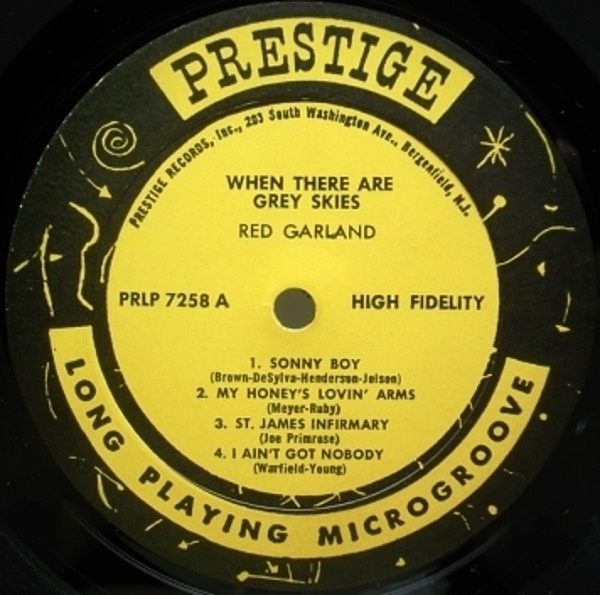 PRESTIGE
PRESTIGE RECORDS, Inc., 203 South Washington Ave., Bergenfield, N.J.
WHEN THERE ARE
GREY SKIES
RED GARLAND
PRLP 7258 A HIGH FIDELITY
1. SONNY BOY
(Brown-DeSylva-Henderson-Jolson)
2. MY HONEY'S LOVIN' ARMS
(Meyer-Ruby)
3. ST. JAMES INFIRMARY
(Joe Primrose)
4. I AIN'T GOT NOBODY
(Warfield-Young)
LONG PLAYING MICROGROOVE